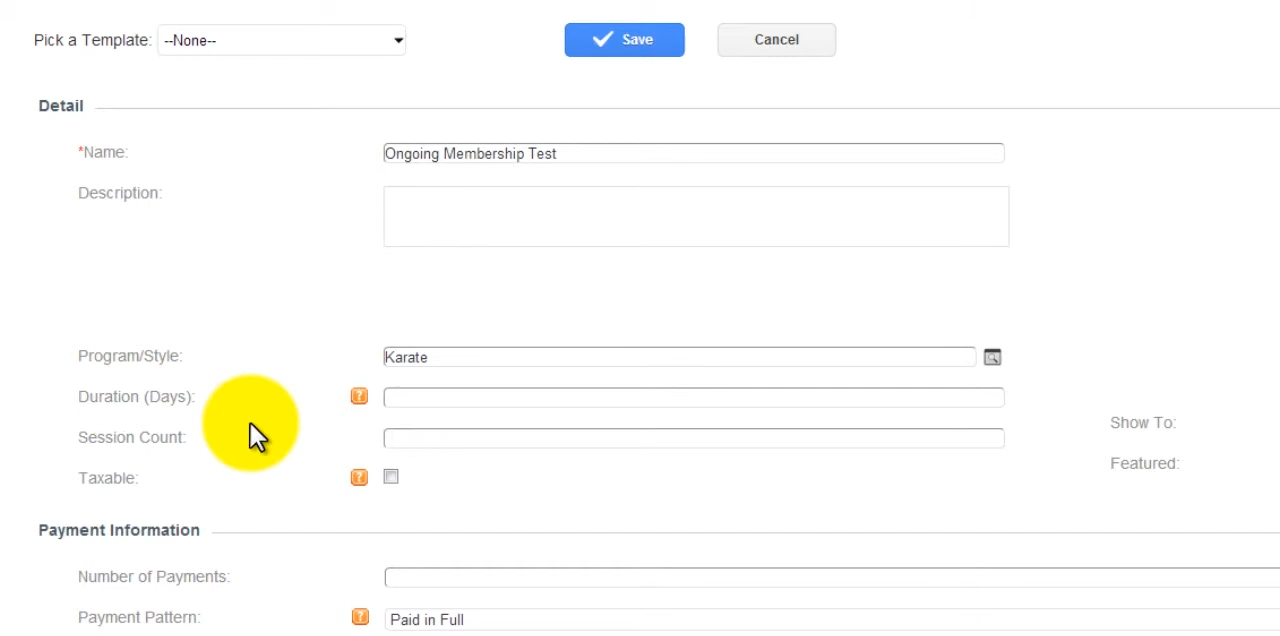 Pick a Template: --None-- Save Cancel
Detail
*Name: Ongoing Membership Test
Description:
Program/Style: Karate
Duration (Days): ?
Session Count:
Show To:
Featured:
Taxable: ?
Payment Information
Number of Payments:
Payment Pattern: ? Paid in Full